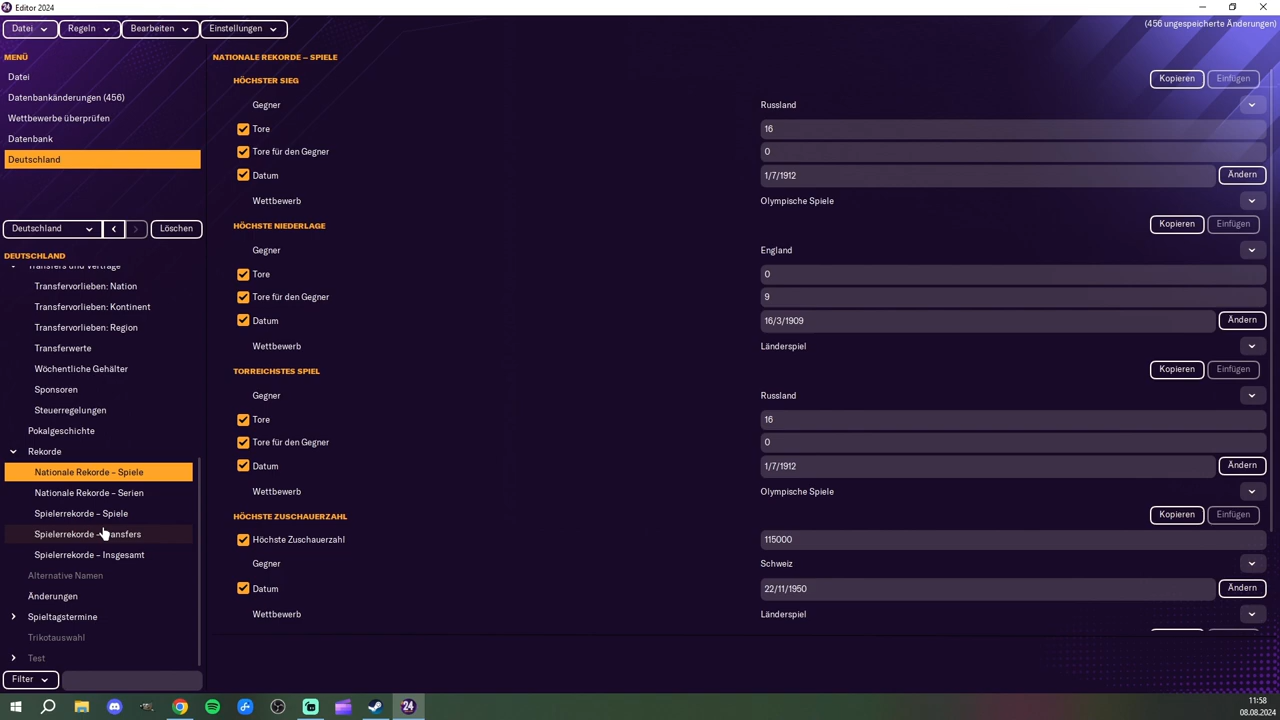 Editor 2024
Datei Regeln Bearbeiten Einstellungen (456 ungespeicherte Änderungen)
MENÜ
Datei
Datenbankänderungen (456)
Wettbewerbe überprüfen
Datenbank
Deutschland
Deutschland < > Löschen
DEUTSCHLAND
Transfers und Verträge
Transfervorlieben: Nation
Transfervorlieben: Kontinent
Transfervorlieben: Region
Transferwerte
Wöchentliche Gehälter
Sponsoren
Steuerregelungen
Pokalgeschichte
Rekorde
Nationale Rekorde – Spiele
Nationale Rekorde – Serien
Spielerrekorde – Spiele
Spielerrekorde
Spielerrekorde – Insgesamt
Alternative Namen
Änderungen
Spieltagstermine
Trikotauswahl
Test
Filter
NATIONALE REKORDE – SPIELE
HÖCHSTER SIEG Kopieren Einfügen
Gegner Russland
Tore 16
Tore für den Gegner 0
Datum 1/7/1912 Ändern
Wettbewerb Olympische Spiele
HÖCHSTE NIEDERLAGE Kopieren Einfügen
Gegner England
Tore 0
Tore für den Gegner 9
Datum 16/3/1909 Ändern
Wettbewerb Länderspiel
TORREICHSTES SPIEL Kopieren Einfügen
Gegner Russland
Tore 16
Tore für den Gegner 0
Datum 1/7/1912 Ändern
Wettbewerb Olympische Spiele
HÖCHSTE ZUSCHAUERZAHL Kopieren Einfügen
Höchste Zuschauerzahl 115000
Gegner Schweiz
Datum 22/11/1950 Ändern
Wettbewerb Länderspiel
24
11:58
08.08.2024